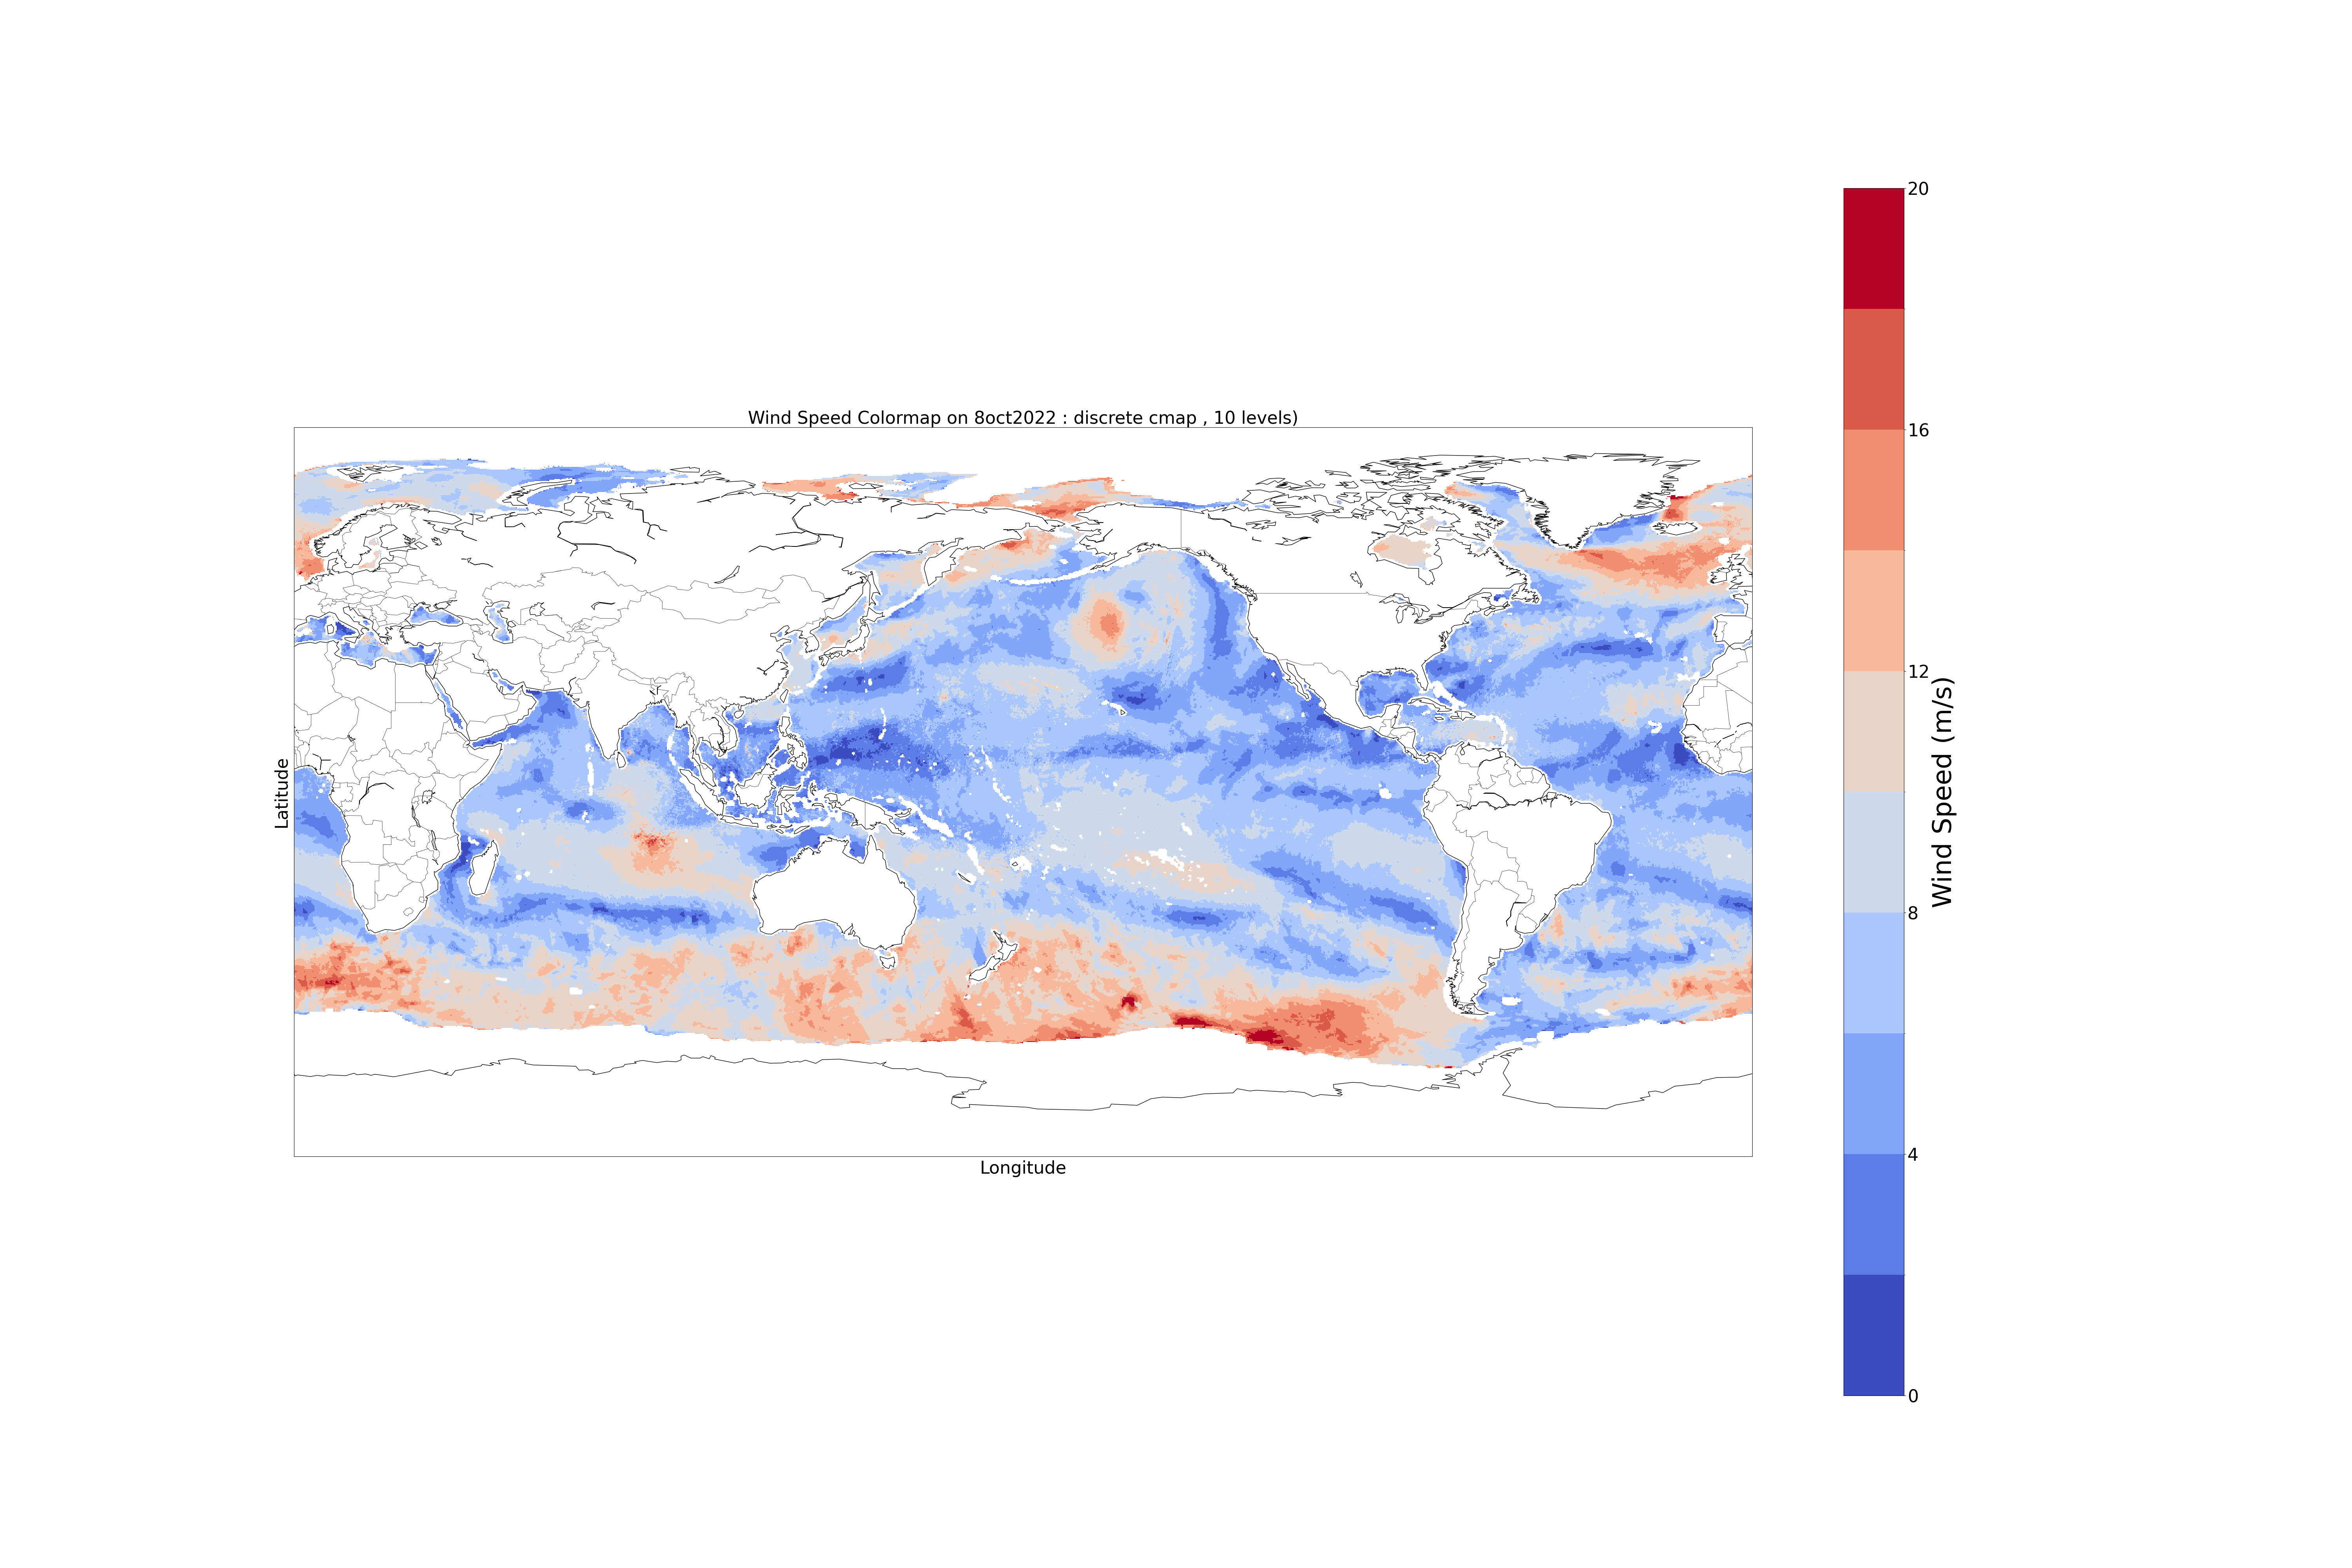 Wind Speed Colormap on 8oct2022 : discrete cmap , 10 levels)
Latitude
Longitude
20
16
12
8
4
0
Wind Speed (m/s)